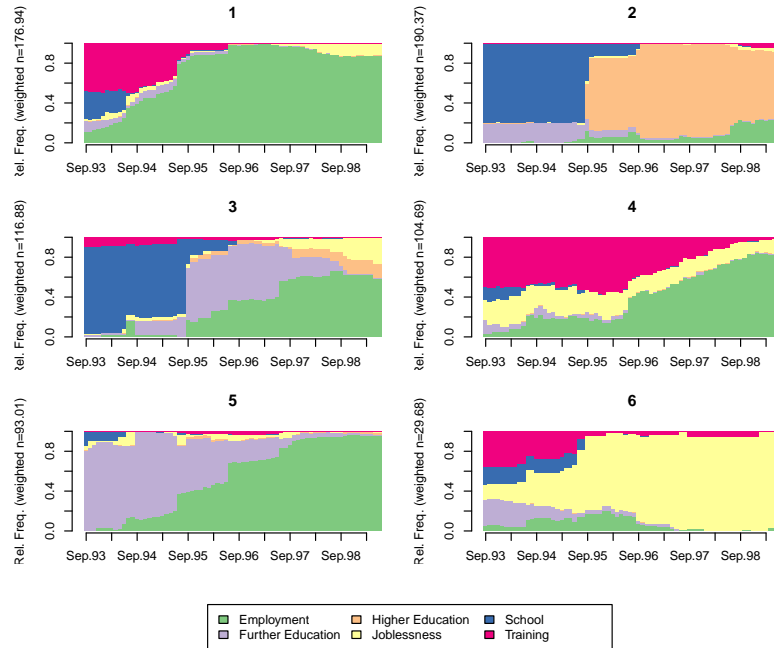 1
Rel. Freq. (weighted n=176.94)
0.0 0.4 0.8
Sep.93 Sep.94 Sep.95 Sep.96 Sep.97 Sep.98
2
Rel. Freq. (weighted n=190.37)
0.0 0.4 0.8
Sep.93 Sep.94 Sep.95 Sep.96 Sep.97 Sep.98
3
Rel. Freq. (weighted n=116.88)
0.0 0.4 0.8
Sep.93 Sep.94 Sep.95 Sep.96 Sep.97 Sep.98
4
Rel. Freq. (weighted n=104.69)
0.0 0.4 0.8
Sep.93 Sep.94 Sep.95 Sep.96 Sep.97 Sep.98
5
Rel. Freq. (weighted n=93.01)
0.0 0.4 0.8
Sep.93 Sep.94 Sep.95 Sep.96 Sep.97 Sep.98
6
Rel. Freq. (weighted n=29.68)
0.0 0.4 0.8
Sep.93 Sep.94 Sep.95 Sep.96 Sep.97 Sep.98
Employment Higher Education School
Further Education Joblessness Training